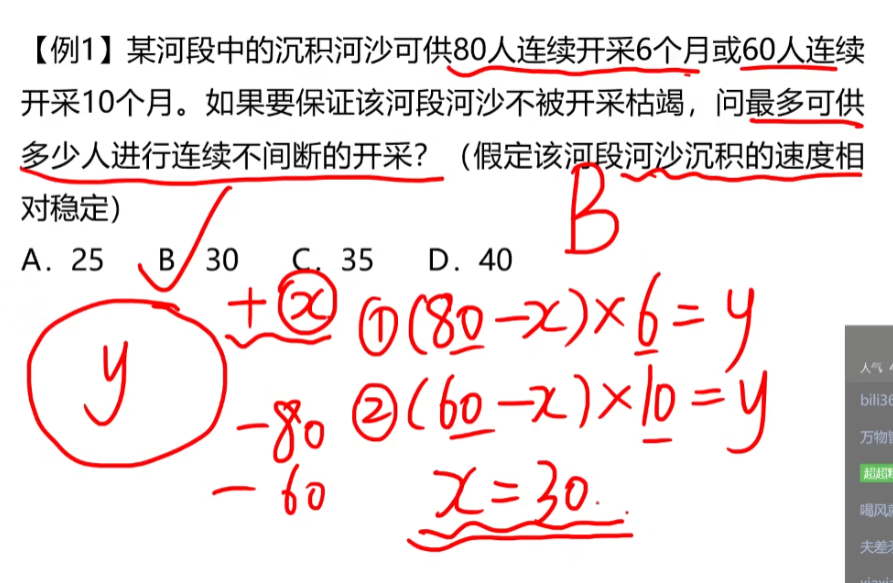 【例1】某河段中的沉积河沙可供80人连续开采6个月或60人连续
开采10个月。如果要保证该河段河沙不被开采枯竭，问最多可供
多少人进行连续不间断的开采？（假定该河段河沙沉积的速度相
对稳定）
B
A. 25 B 30 C. 35 D. 40
y
+x
①(80-x)×6=y
-80
②(60-x)×10=y
-60
x=30.
人气
bili36
万物
超超
喝风
夫差